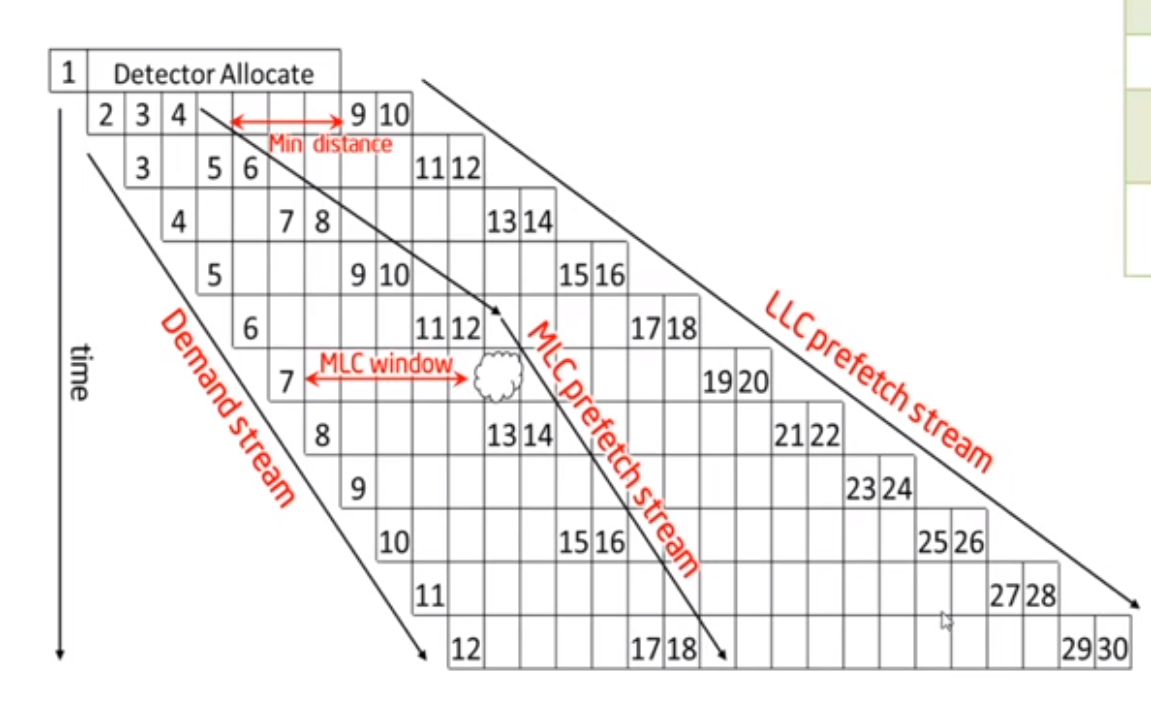 1 Detector Allocate
2 3 4 9 10
Min distance
3 5 6 11 12
4 7 8 13 14
5 9 10 15 16
6 11 12 17 18
7 MLC window 19 20
8 13 14 21 22
9 23 24
10 15 16 25 26
11 27 28
12 17 18 29 30
time
Demand stream
MLC prefetch stream
LLC prefetch stream